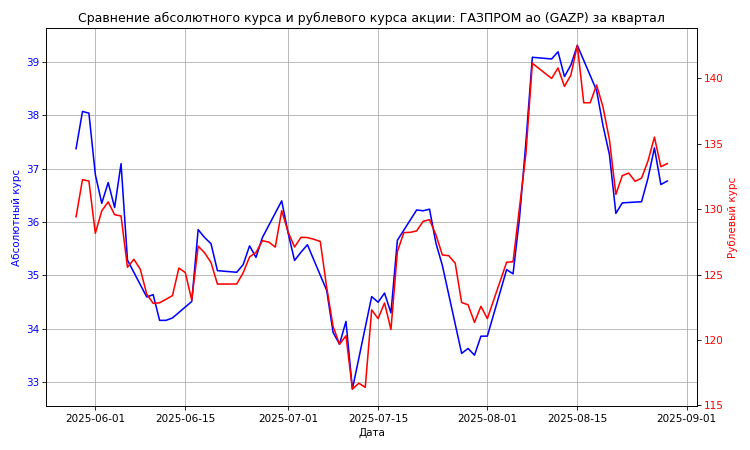 Сравнение абсолютного курса и рублевого курса акции: ГАЗПРОМ ао (GAZP) за квартал
Абсолютный курс
39
38
37
36
35
34
33
140
135
130
125
120
115
Рублевый курс
2025-06-01 2025-06-15 2025-07-01 2025-07-15 2025-08-01 2025-08-15 2025-09-01
Дата